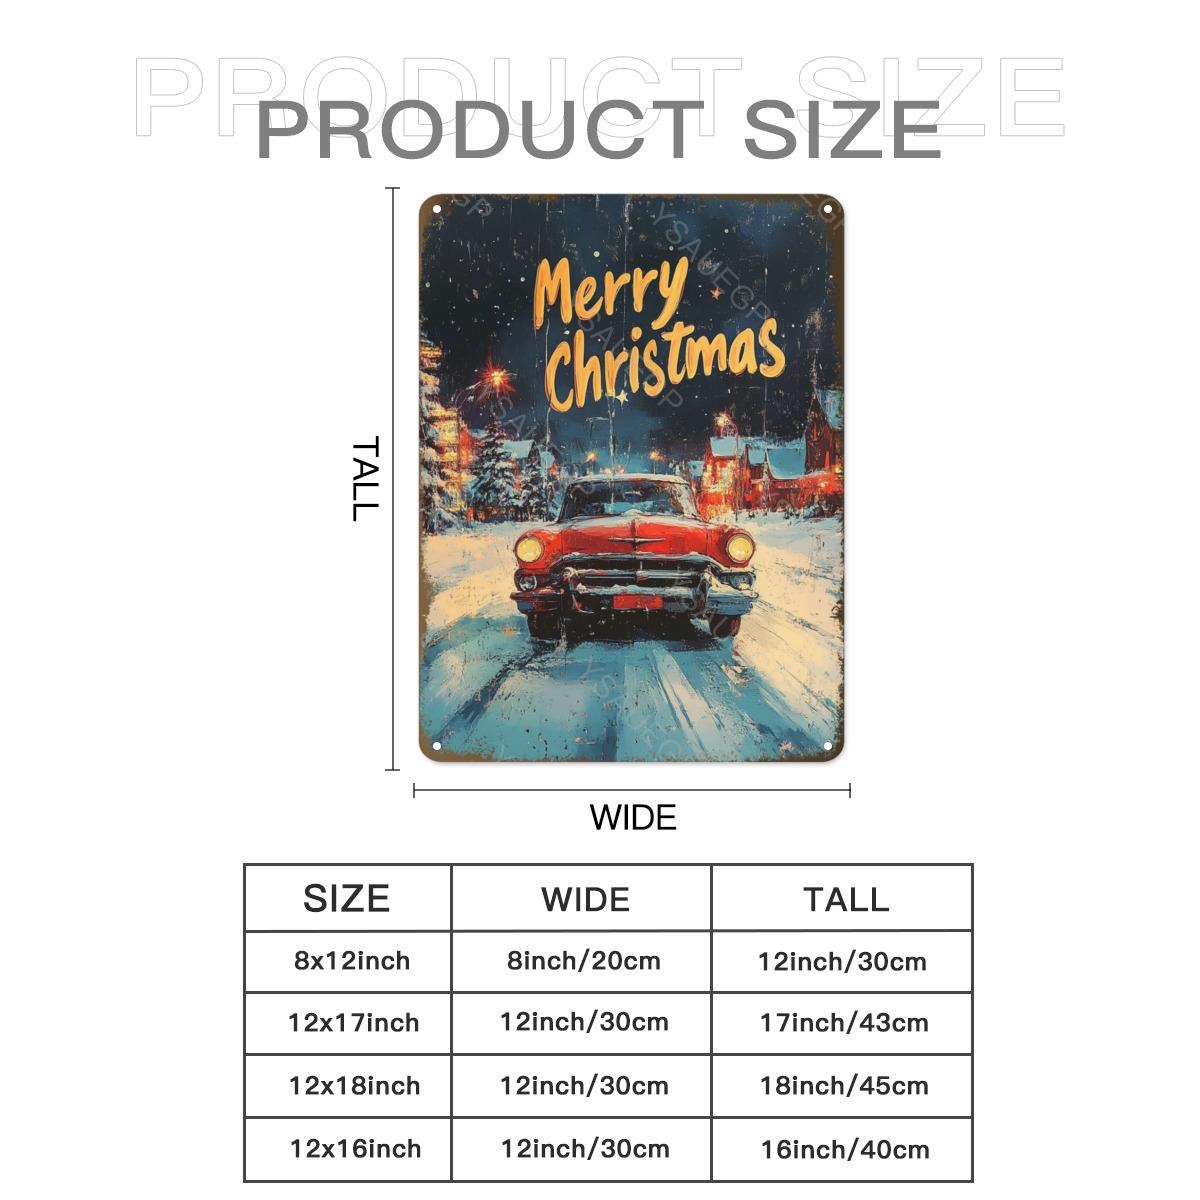 PRODUCT SIZE
PRODUCT SIZE
Merry
Christmas
YSAUEGP
TALL
WIDE
SIZE WIDE TALL
8x12inch 8inch/20cm 12inch/30cm
12x17inch 12inch/30cm 17inch/43cm
12x18inch 12inch/30cm 18inch/45cm
12x16inch 12inch/30cm 16inch/40cm